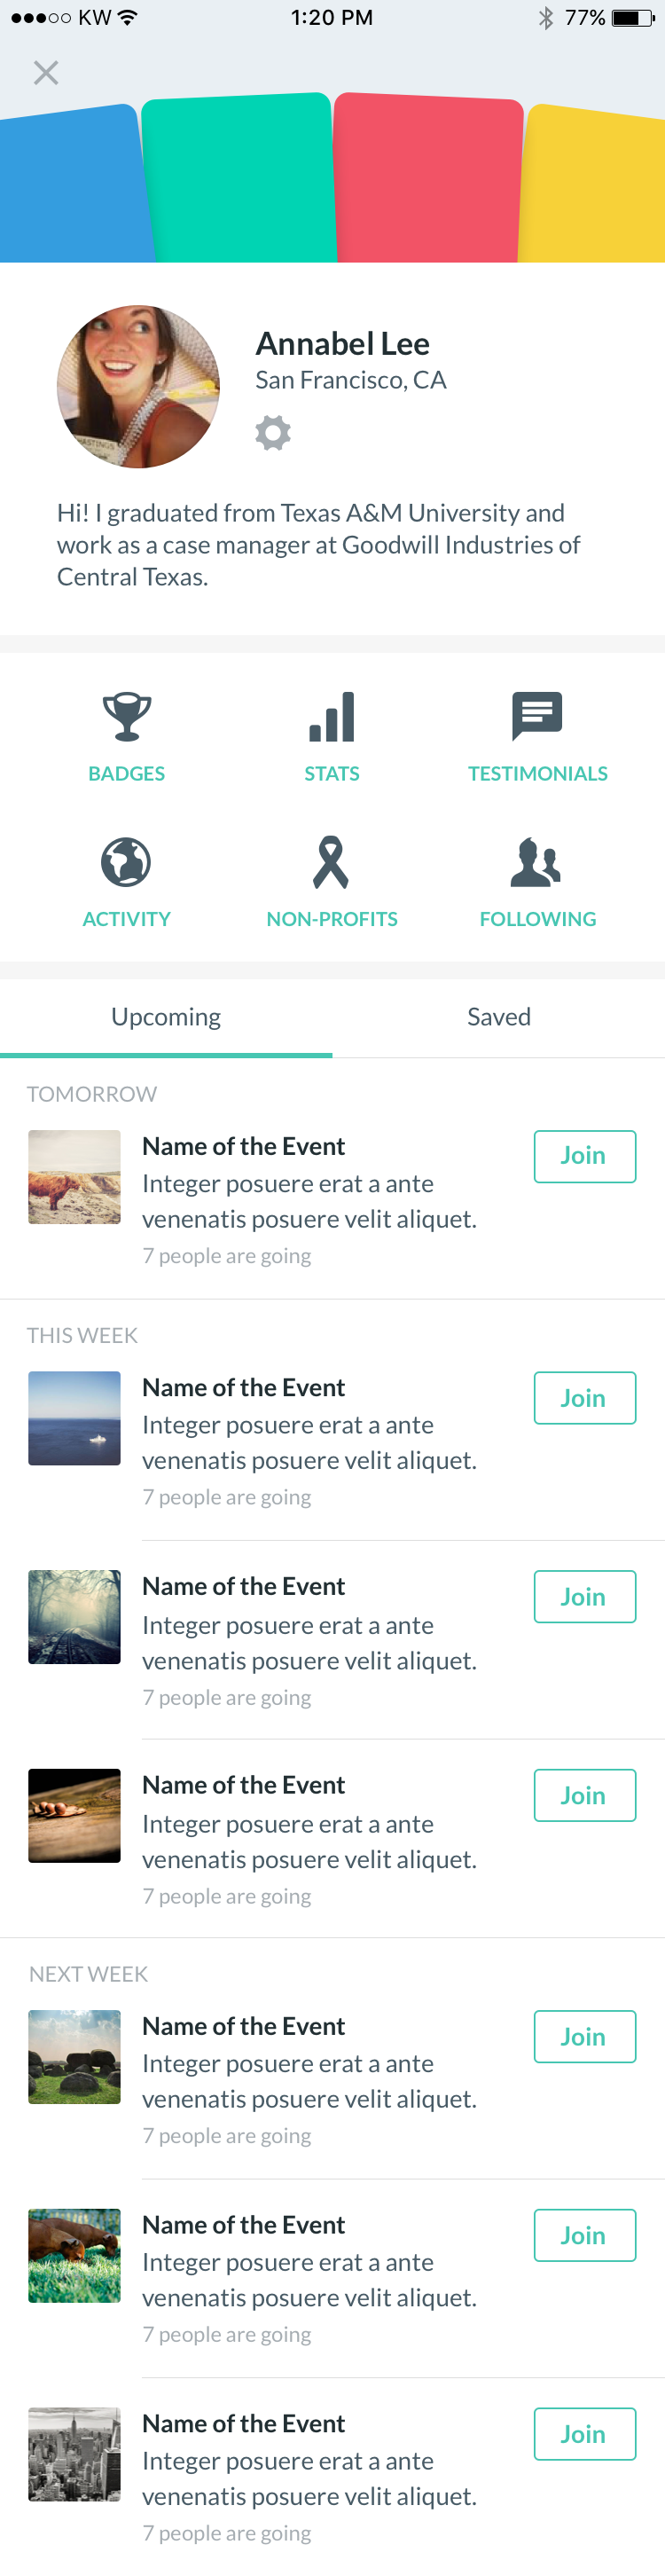 KW 1:20 PM 77%
Annabel Lee
San Francisco, CA
Hi! I graduated from Texas A&M University and
work as a case manager at Goodwill Industries of
Central Texas.
BADGES STATS TESTIMONIALS
ACTIVITY NON-PROFITS FOLLOWING
Upcoming Saved
TOMORROW
Name of the Event Join
Integer posuere erat a ante
venenatis posuere velit aliquet.
7 people are going
THIS WEEK
Name of the Event Join
Integer posuere erat a ante
venenatis posuere velit aliquet.
7 people are going
Name of the Event Join
Integer posuere erat a ante
venenatis posuere velit aliquet.
7 people are going
Name of the Event Join
Integer posuere erat a ante
venenatis posuere velit aliquet.
7 people are going
NEXT WEEK
Name of the Event Join
Integer posuere erat a ante
venenatis posuere velit aliquet.
7 people are going
Name of the Event Join
Integer posuere erat a ante
venenatis posuere velit aliquet.
7 people are going
Name of the Event Join
Integer posuere erat a ante
venenatis posuere velit aliquet.
7 people are going